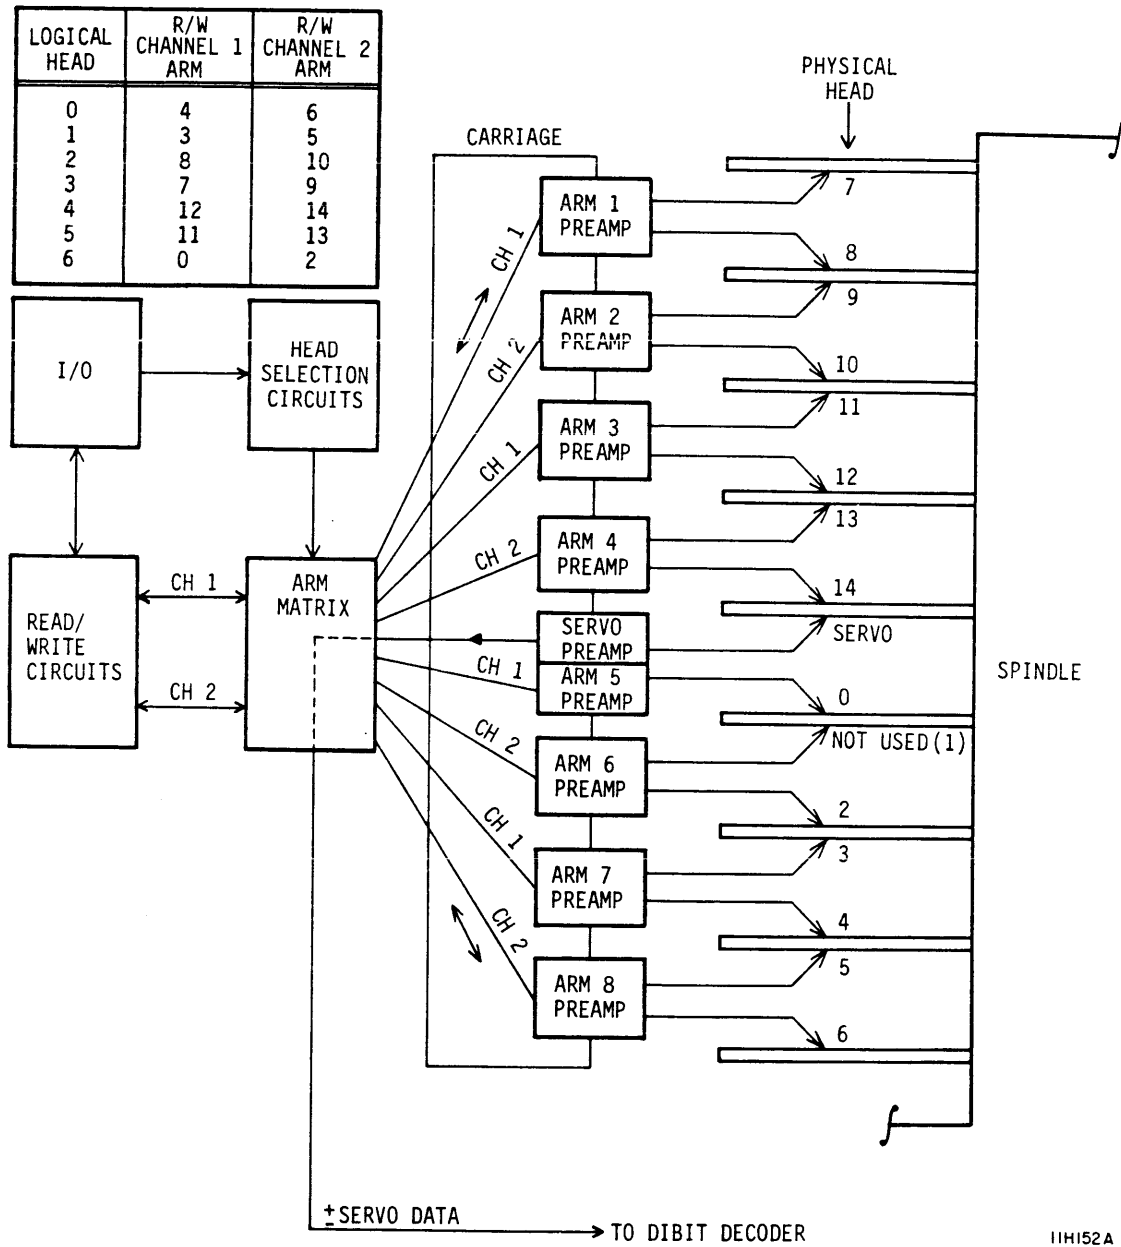 LOGICAL HEAD
R/W CHANNEL 1 ARM
R/W CHANNEL 2 ARM
0 4 6
1 3 5
2 8 10
3 7 9
4 12 14
5 11 13
6 0 2
I/O
HEAD SELECTION CIRCUITS
READ/ WRITE CIRCUITS
CH 1
CH 2
ARM MATRIX
CARRIAGE
CH 1
CH 2
CH 1
CH 2
CH 1
CH 2
CH 1
CH 2
ARM 1 PREAMP
ARM 2 PREAMP
ARM 3 PREAMP
ARM 4 PREAMP
SERVO PREAMP
ARM 5 PREAMP
ARM 6 PREAMP
ARM 7 PREAMP
ARM 8 PREAMP
PHYSICAL HEAD
7
8
9
10
11
12
13
14
SERVO
0
NOT USED(1)
2
3
4
5
6
SPINDLE
±SERVO DATA
TO DIBIT DECODER
11H152A